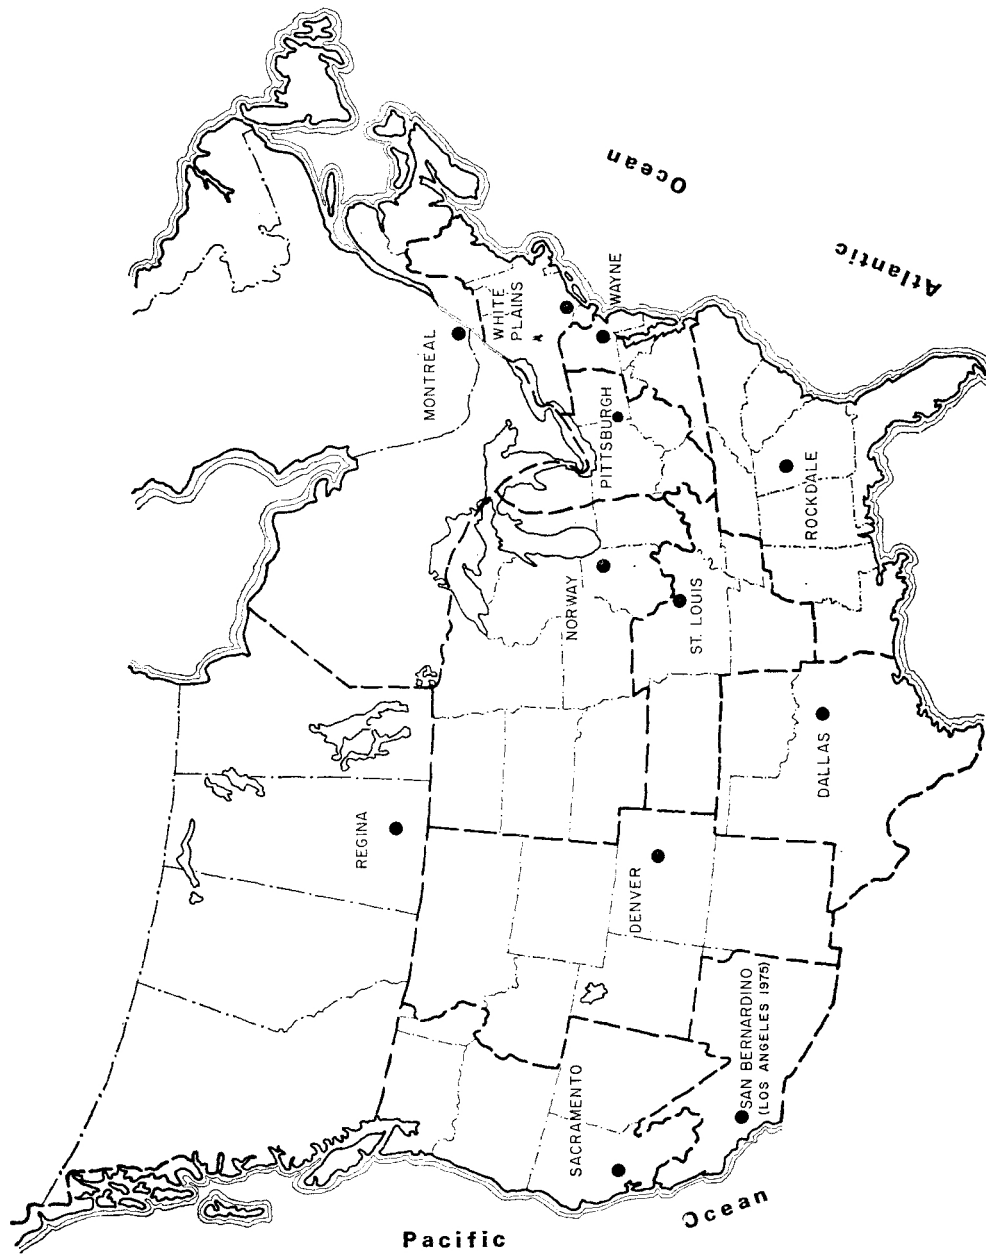 Ocean
Atlantic
WAYNE
WHITE
PLAINS
MONTREAL
PITTSBURGH
ROCKDALE
NORWAY
ST. LOUIS
DALLAS
REGINA
DENVER
SAN BERNARDINO
(LOS ANGELES 1975)
SACRAMENTO
Pacific
Ocean